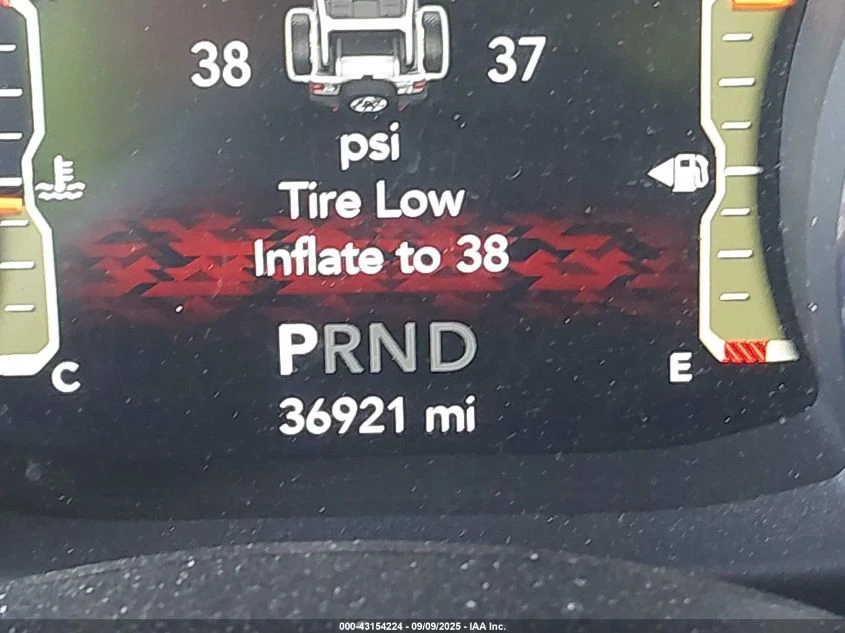 38 37
psi
Tire Low
Inflate to 38
PRND
36921 mi
C E
000-43154224 - 09/09/2025 - IAA Inc.